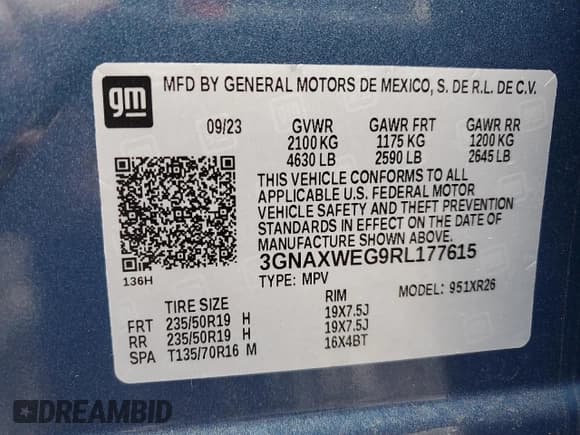 gm
MFD BY GENERAL MOTORS DE MEXICO, S. DE R.L. DE C.V.
09/23 GVWR GAWR FRT GAWR RR
2100 KG 1175 KG 1200 KG
4630 LB 2590 LB 2645 LB
THIS VEHICLE CONFORMS TO ALL
APPLICABLE U.S. FEDERAL MOTOR
VEHICLE SAFETY AND THEFT PREVENTION
STANDARDS IN EFFECT ON THE DATE OF
MANUFACTURE SHOWN ABOVE.
3GNAXWEG9RL177615
136H
TYPE: MPV MODEL: 951XR26
TIRE SIZE RIM
FRT 235/50R19 H 19X7.5J
RR 235/50R19 H 19X7.5J
SPA T135/70R16 M 16X4BT
DREAMBID